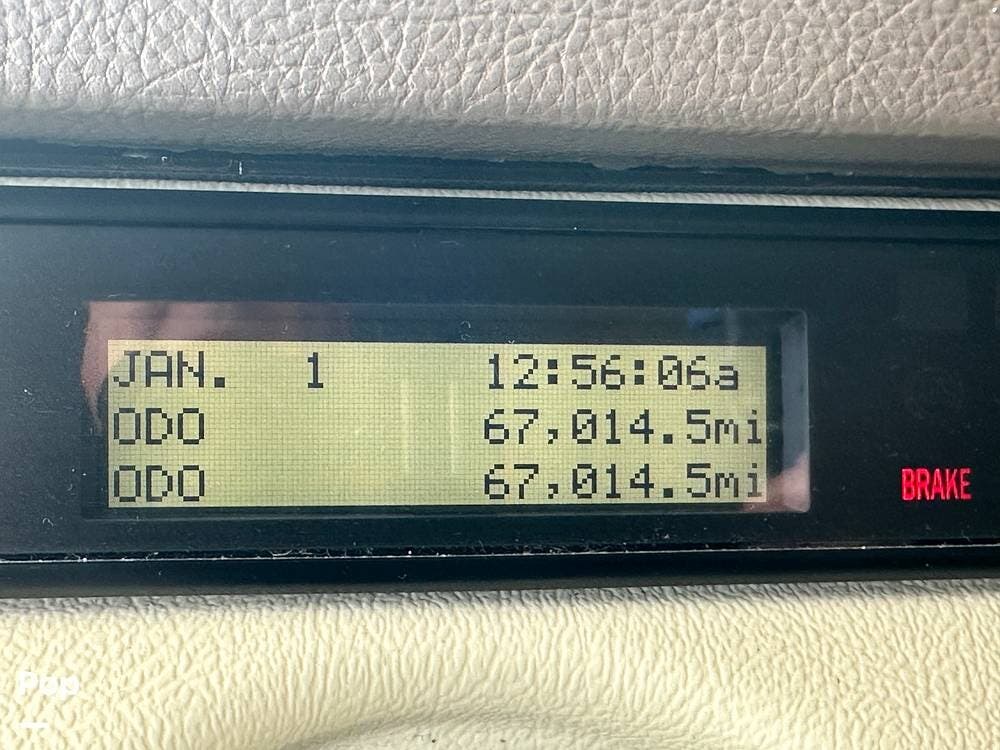 JAN. 1 12:56:06a
ODO 67,014.5mi
ODO 67,014.5mi
BRAKE
Pop